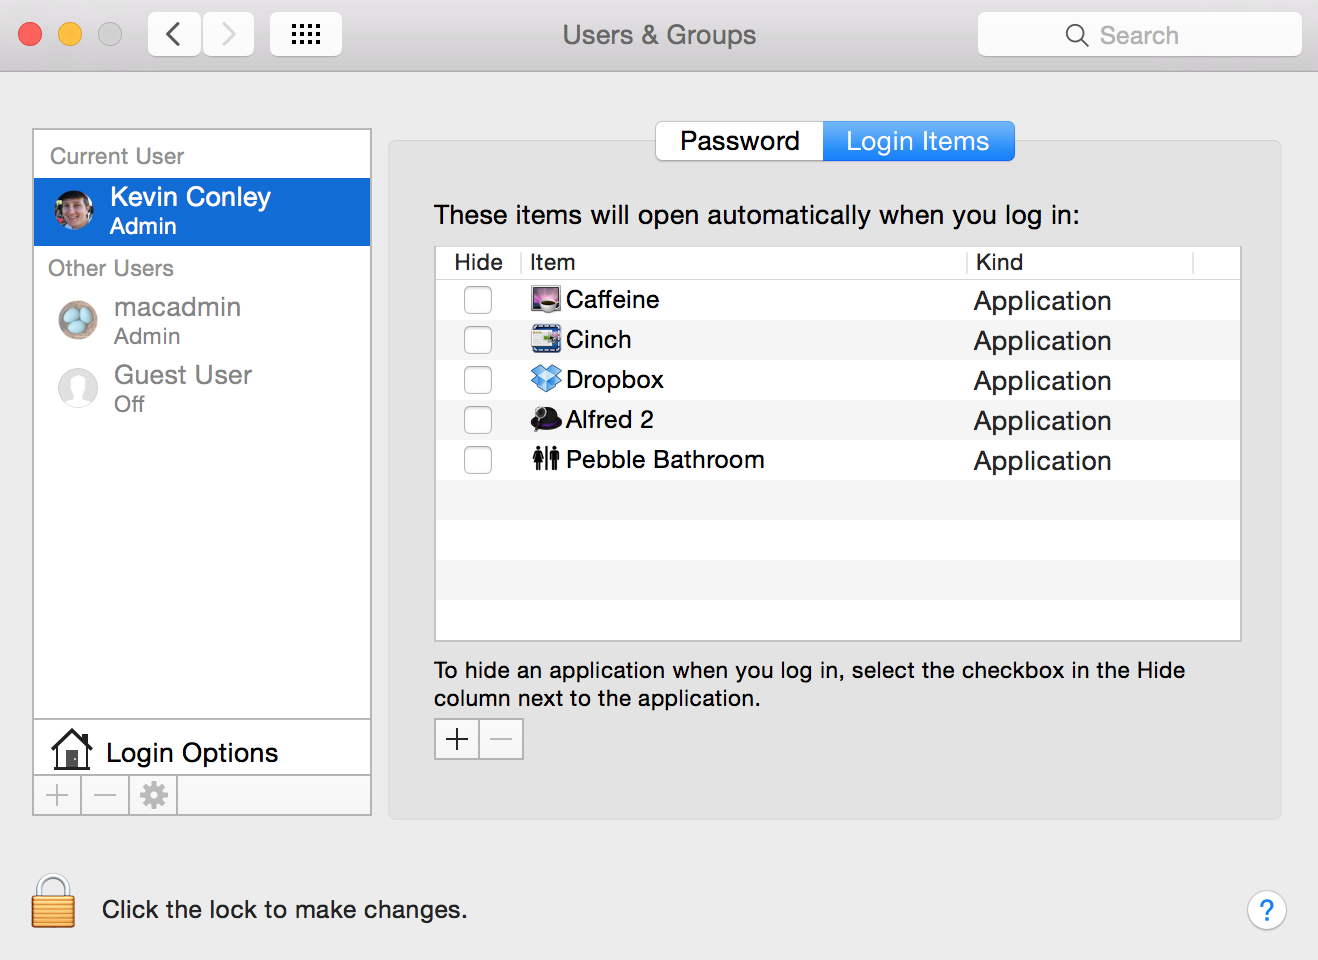 Users & Groups
Search
Current User
Kevin Conley
Admin
Other Users
macadmin
Admin
Guest User
Off
Login Options
Password
Login Items
These items will open automatically when you log in:
Hide Item Kind
Caffeine Application
Cinch Application
Dropbox Application
Alfred 2 Application
Pebble Bathroom Application
To hide an application when you log in, select the checkbox in the Hide
column next to the application.
Click the lock to make changes.
?